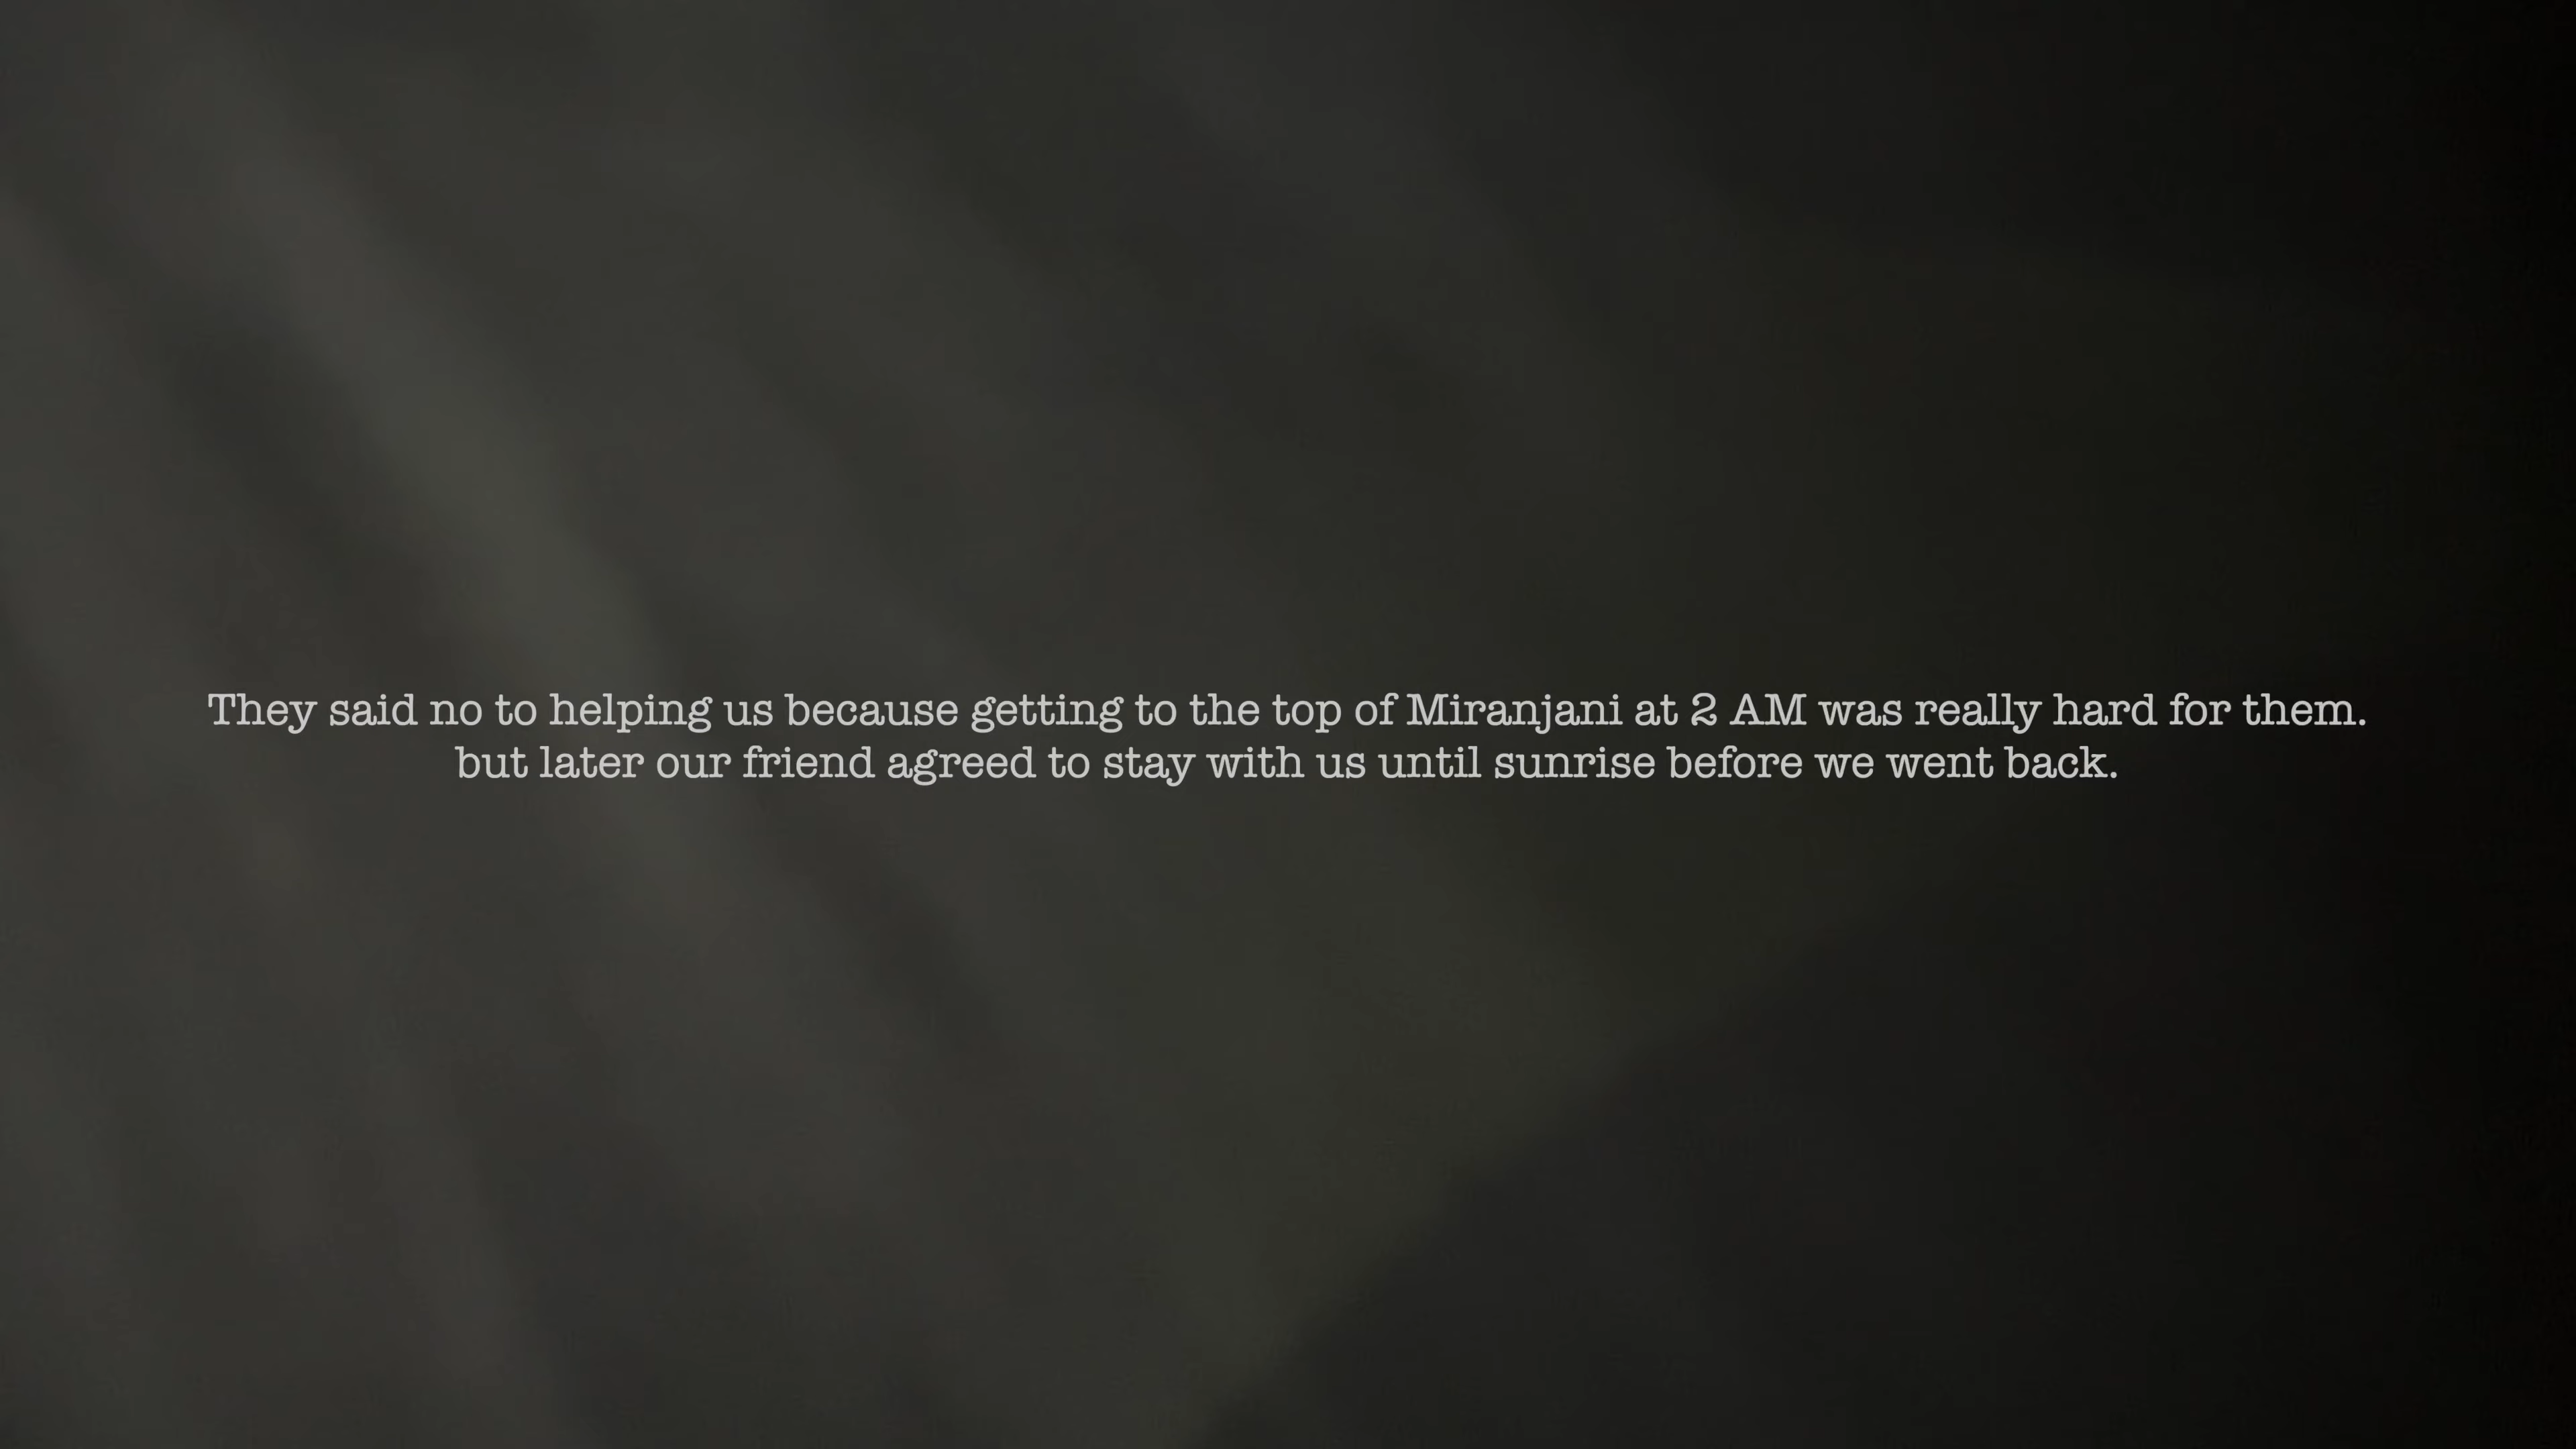 They said no to helping us because getting to the top of Miranjani at 2 AM was really hard for them.
but later our friend agreed to stay with us until sunrise before we went back.